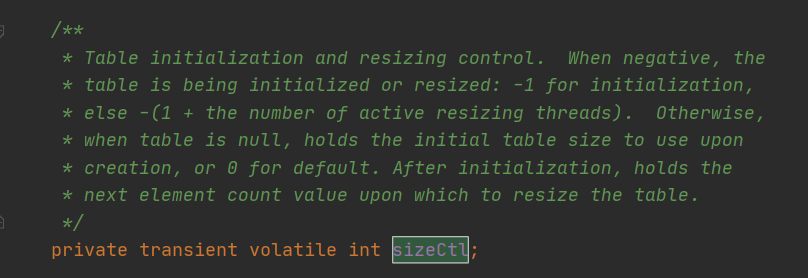 /**
 * Table initialization and resizing control.  When negative, the
 * table is being initialized or resized: -1 for initialization,
 * else -(1 + the number of active resizing threads).  Otherwise,
 * when table is null, holds the initial table size to use upon
 * creation, or 0 for default. After initialization, holds the
 * next element count value upon which to resize the table.
 */
private transient volatile int sizeCtl;